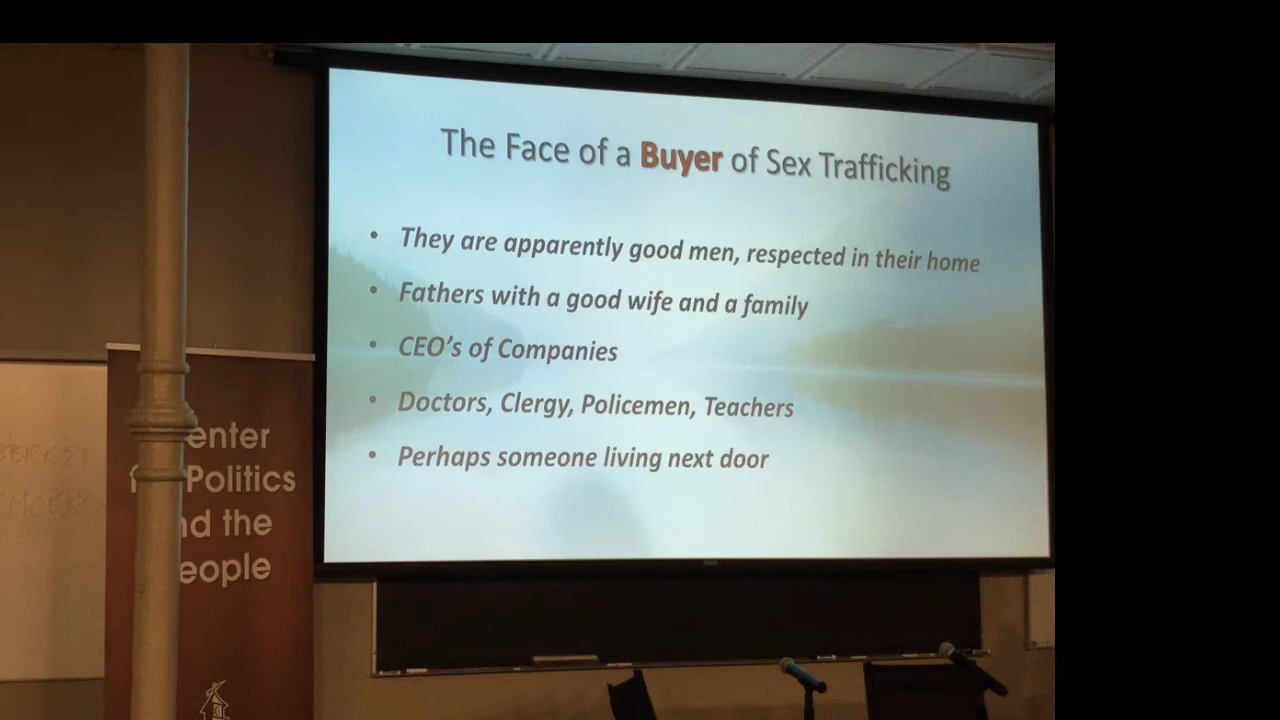 The Face of a Buyer of Sex Trafficking
• They are apparently good men, respected in their home
• Fathers with a good wife and a family
• CEO's of Companies
• Doctors, Clergy, Policemen, Teachers
• Perhaps someone living next door
enter
Politics
nd the
eople